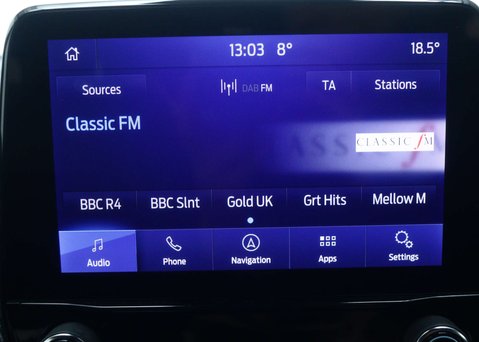 13:03 8° 18.5°
Sources DAB FM TA Stations
Classic FM
CLASSIC fM
BBC R4 BBC Slnt Gold UK Grt Hits Mellow M
Audio Phone Navigation Apps Settings